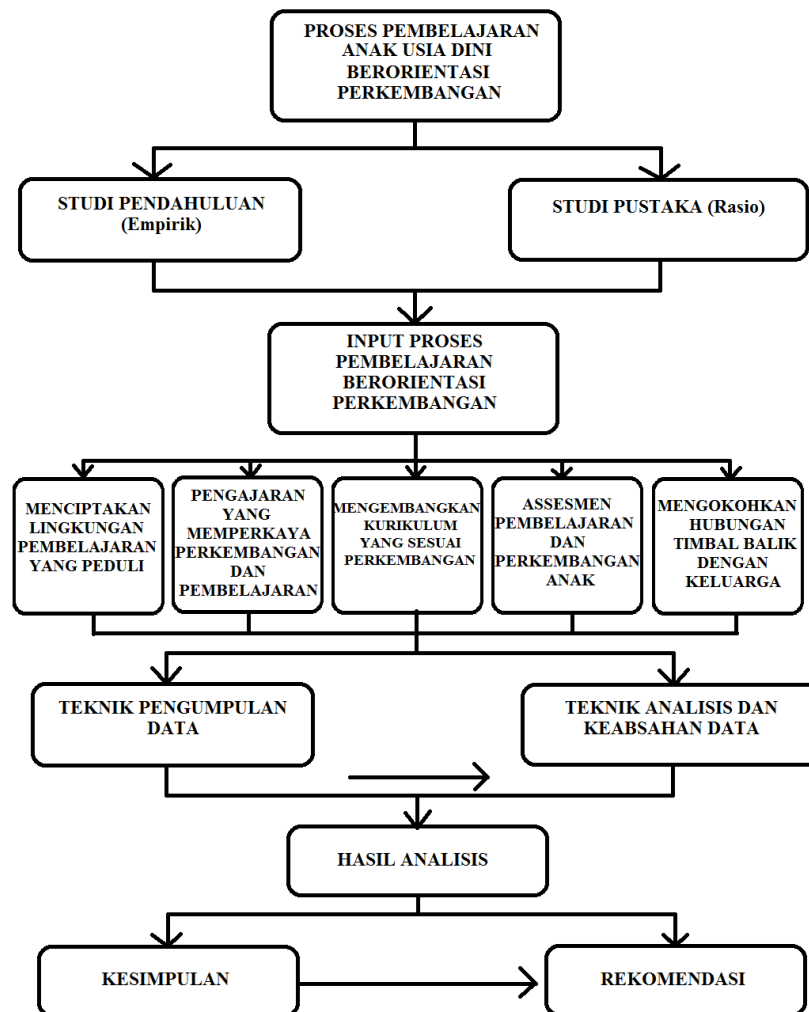 PROSES PEMBELAJARAN
ANAK USIA DINI
BERORIENTASI
PERKEMBANGAN
STUDI PENDAHULUAN
(Empirik)
STUDI PUSTAKA (Rasio)
INPUT PROSES
PEMBELAJARAN
BERORIENTASI
PERKEMBANGAN
MENCIPTAKAN
LINGKUNGAN
PEMBELAJARAN
YANG PEDULI
PENGAJARAN
YANG
MEMPERKAYA
PERKEMBANGAN
DAN
PEMBELAJARAN
MENGEMBANGKAN
KURIKULUM
YANG SESUAI
PERKEMBANGAN
ASSESMEN
PEMBELAJARAN
DAN
PERKEMBANGAN
ANAK
MENGOKOHKAN
HUBUNGAN
TIMBAL BALIK
DENGAN
KELUARGA
TEKNIK PENGUMPULAN
DATA
TEKNIK ANALISIS DAN
KEABSAHAN DATA
HASIL ANALISIS
KESIMPULAN
REKOMENDASI